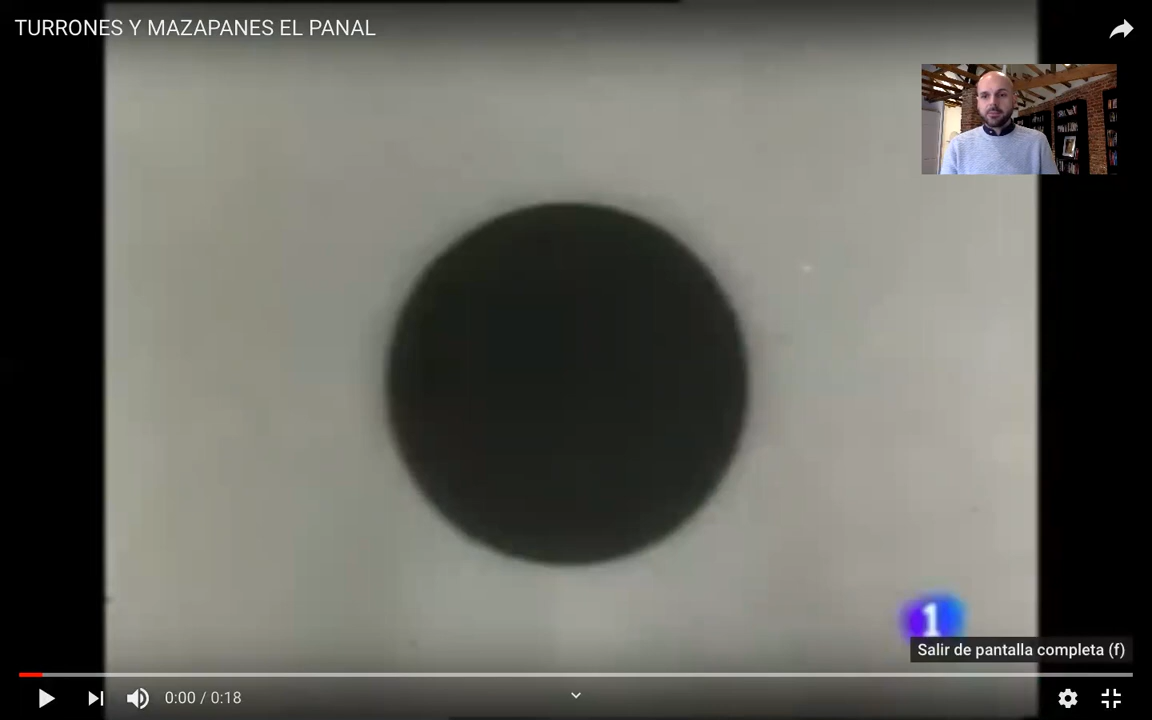 TURRONES Y MAZAPANES EL PANAL
1
Salir de pantalla completa (f)
0:00 / 0:18